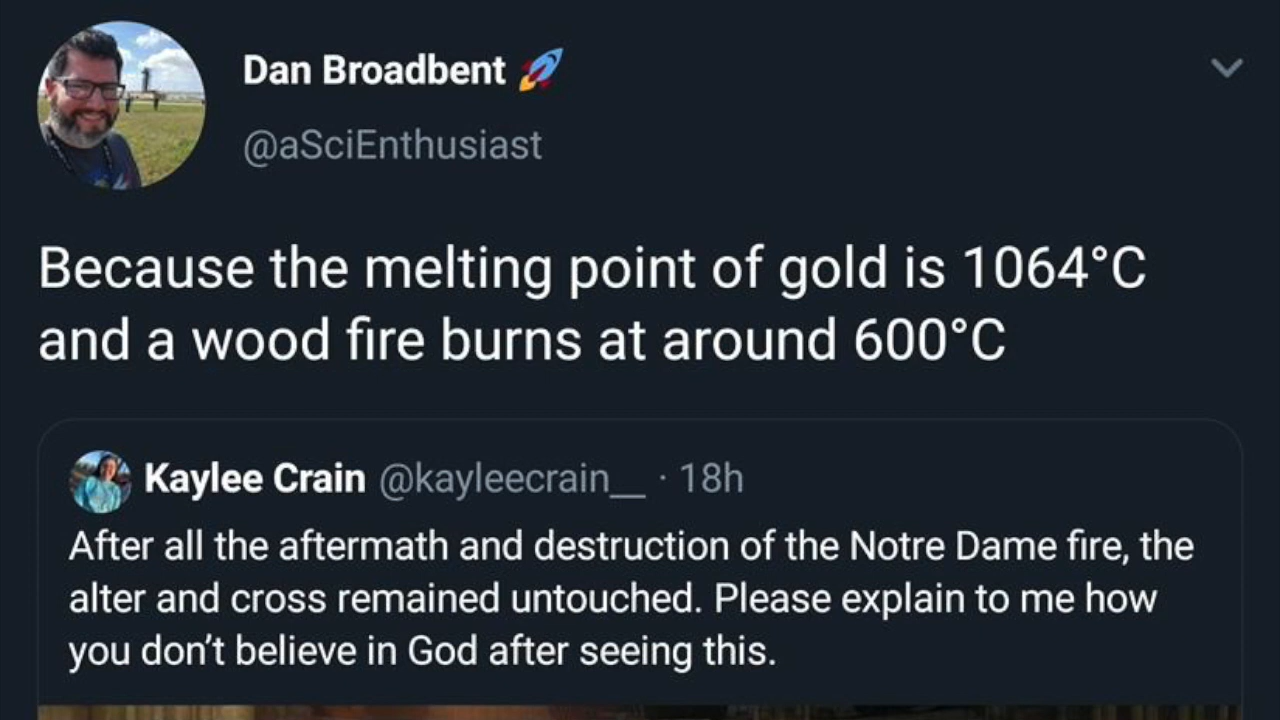 Dan Broadbent 🚀
@aSciEnthusiast
Because the melting point of gold is 1064°C
and a wood fire burns at around 600°C
Kaylee Crain @kayleecrain__ · 18h
After all the aftermath and destruction of the Notre Dame fire, the
alter and cross remained untouched. Please explain to me how
you don’t believe in God after seeing this.